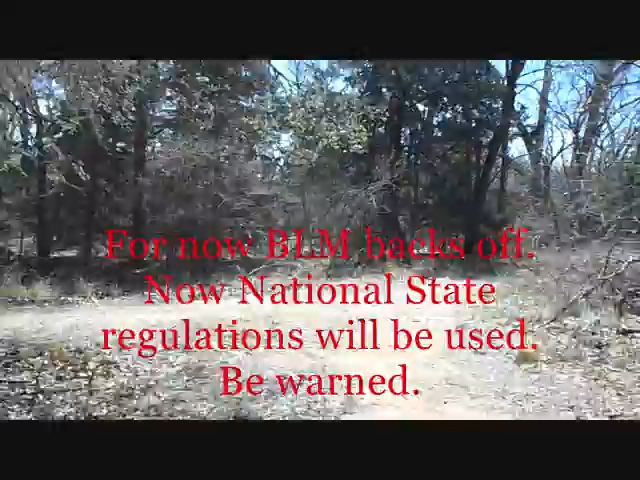 For now BLM backs off.
Now National State
regulations will be used.
Be warned.